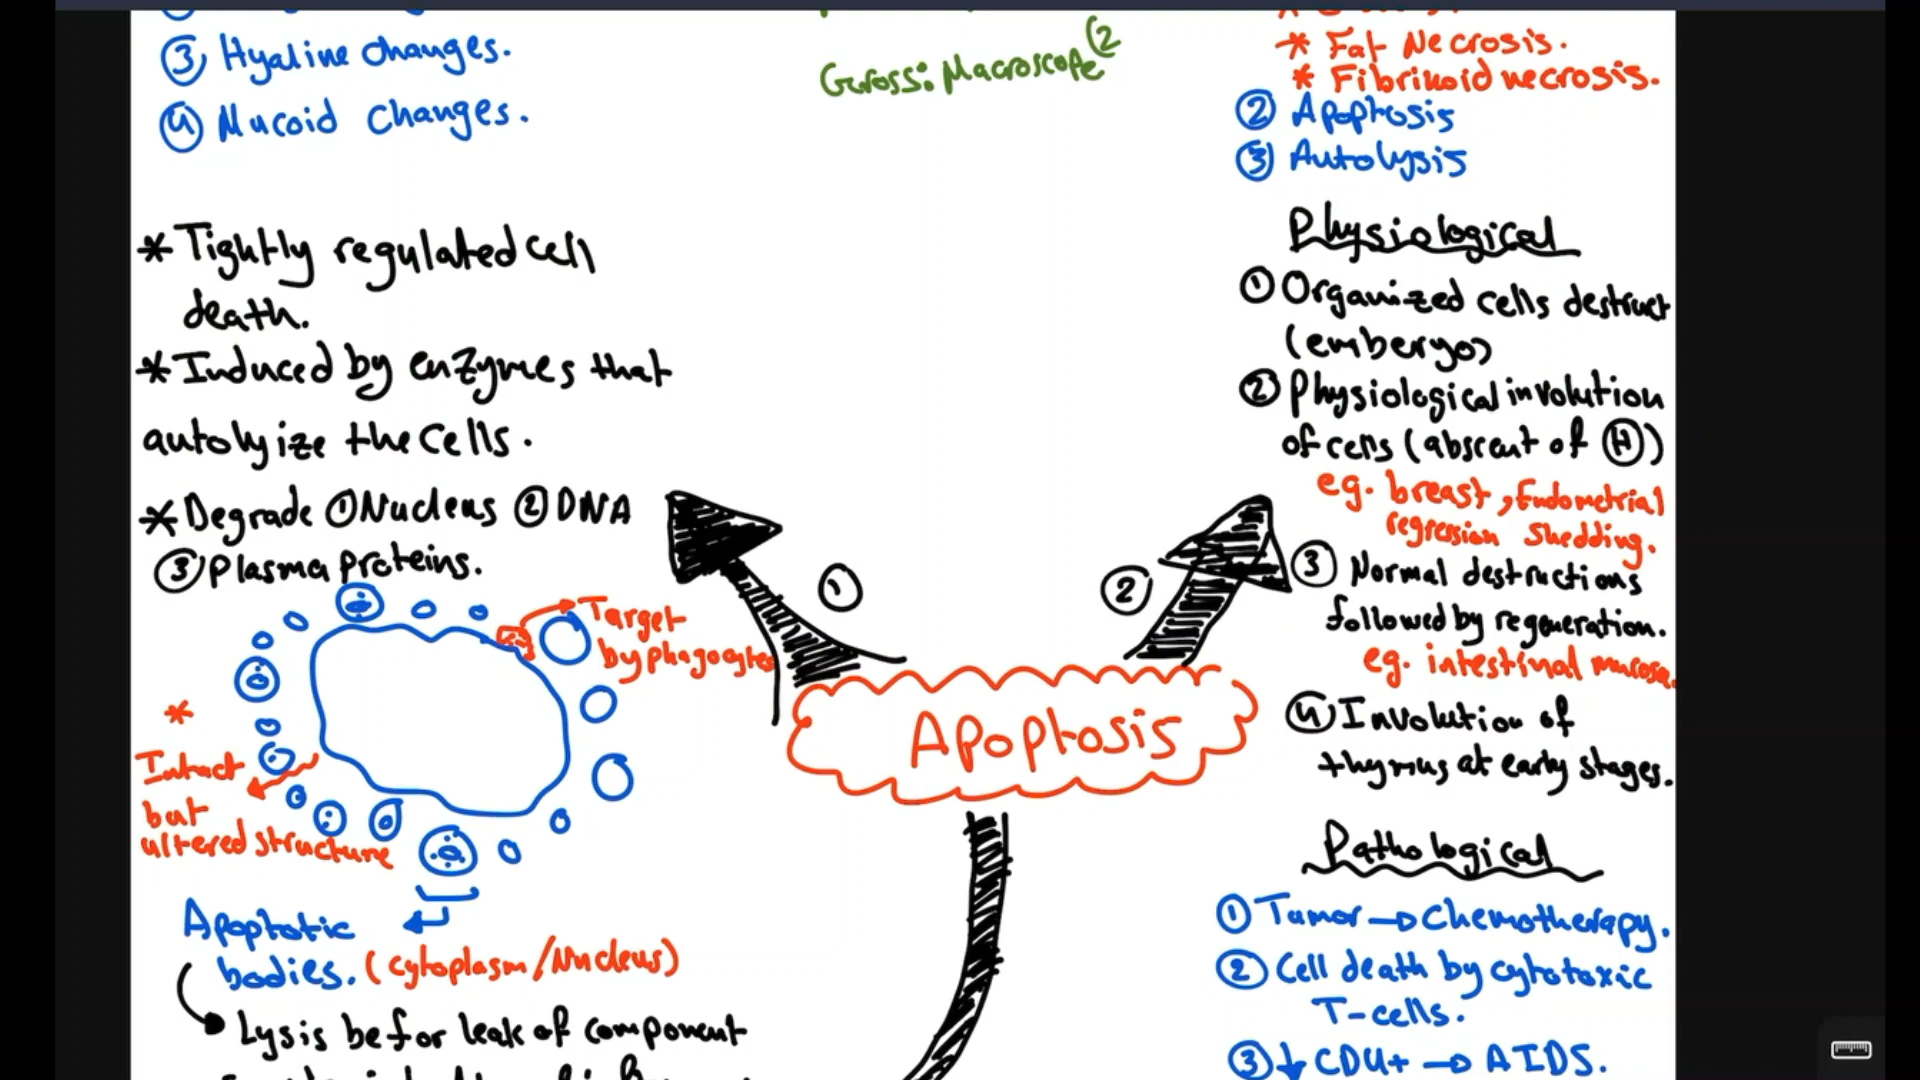 ③ Hyaline changes.
④ Mucoid changes.
Gross: Macroscope (2
* Fat Necrosis.
* Fibrinoid necrosis.
② Apoptosis
③ Autolysis
* Tightly regulated cell
death.
* Induced by enzymes that
autolyize the cells.
* Degrade ① Nucleus ② DNA
③ Plasma proteins.
Target
by phagocytes
*
Intact
but
ultered structure
Apoptotic
bodies. (cytoplasm/Nucleus)
Lysis befor leak of component
①
②
Apoptosis
Physiological
① Organized cells destruct
(embergo)
② Physiological involution
of cells (abscent of Ⓗ)
eg. breast, Endometrial
regression shedding.
③ Normal destructions
followed by regeneration.
eg. intestinal mucosa.
④ Involution of
thymus at early stages.
Pathological
① Tumor → Chemotherapy.
② Cell death by cytotoxic
T-cells.
③ ↓ CD4+ → AIDS.